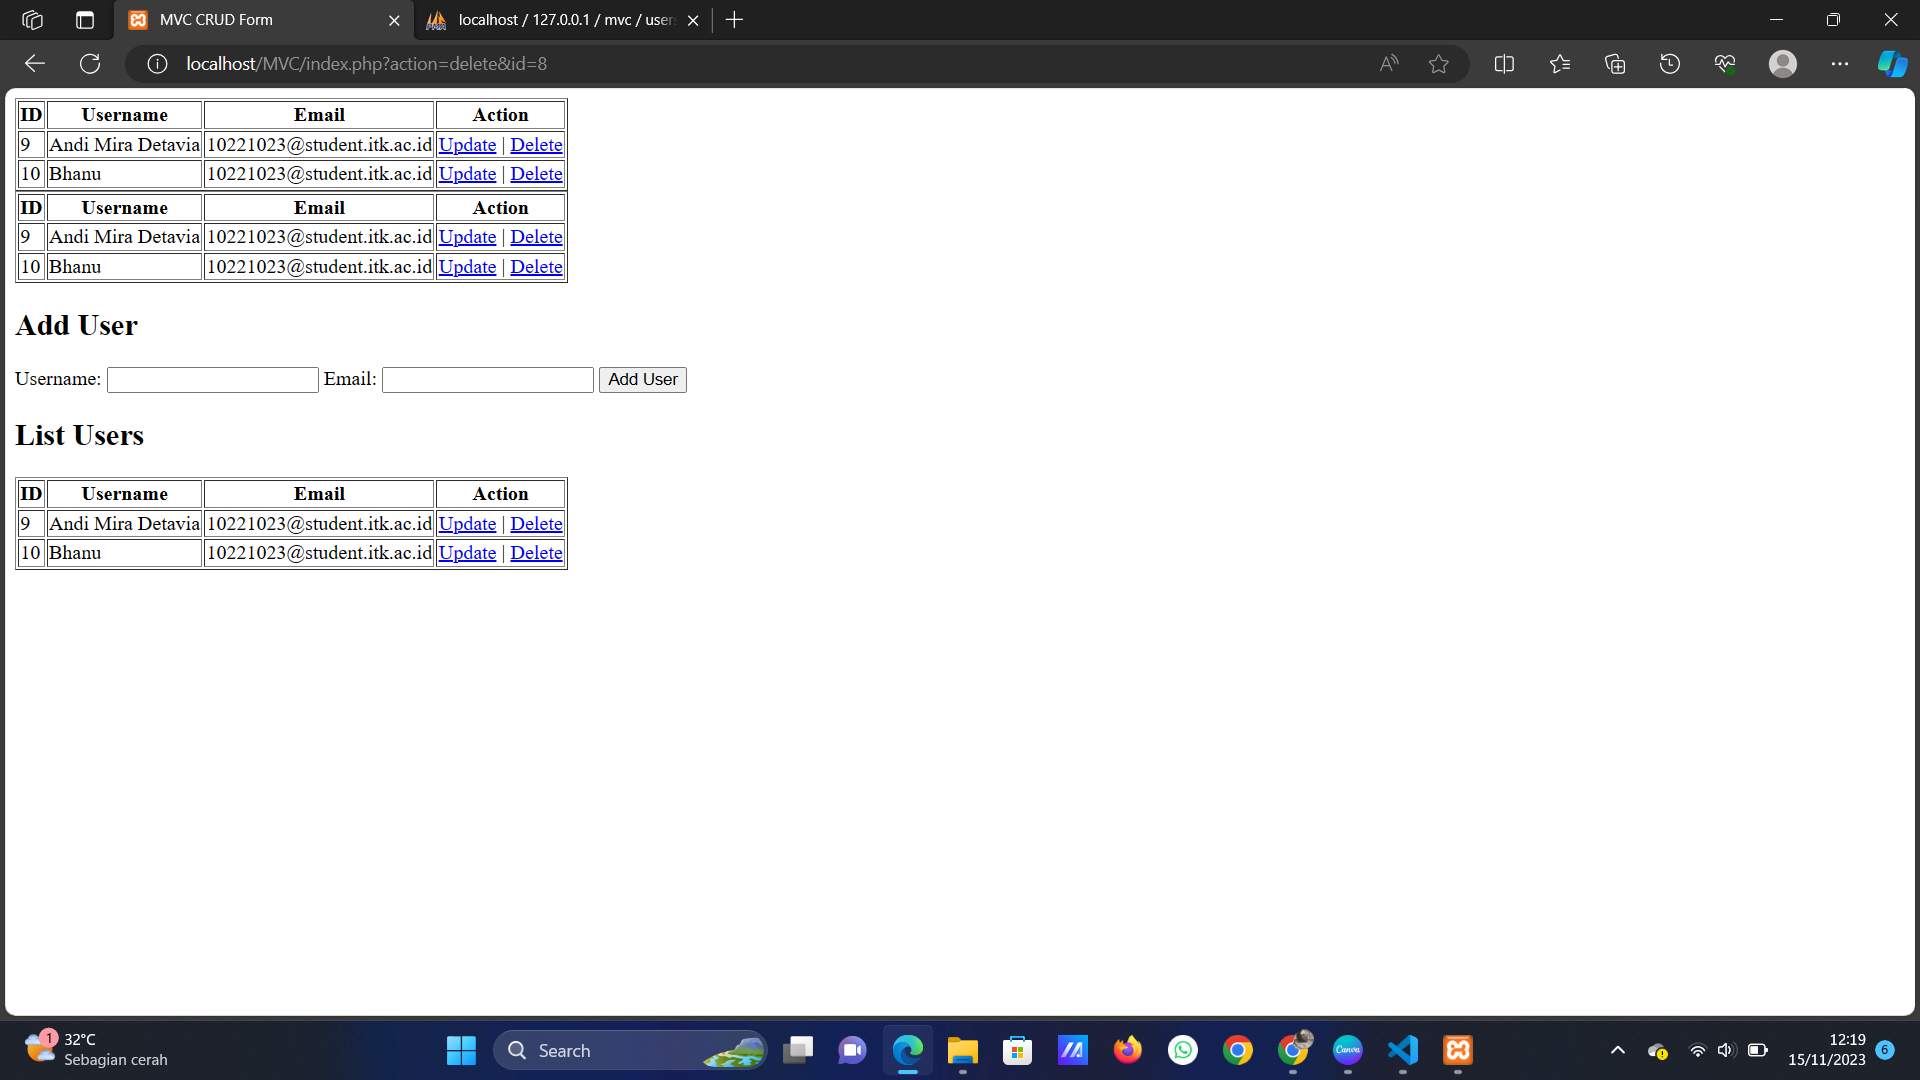 MVC CRUD Form
localhost / 127.0.0.1 / mvc / user
localhost/MVC/index.php?action=delete&id=8
ID Username Email Action
9 Andi Mira Detavia 10221023@student.itk.ac.id Update | Delete
10 Bhanu 10221023@student.itk.ac.id Update | Delete
ID Username Email Action
9 Andi Mira Detavia 10221023@student.itk.ac.id Update | Delete
10 Bhanu 10221023@student.itk.ac.id Update | Delete
Add User
Username: Email: Add User
List Users
ID Username Email Action
9 Andi Mira Detavia 10221023@student.itk.ac.id Update | Delete
10 Bhanu 10221023@student.itk.ac.id Update | Delete
1
32°C
Sebagian cerah
Search
Canva
12:19
15/11/2023
6